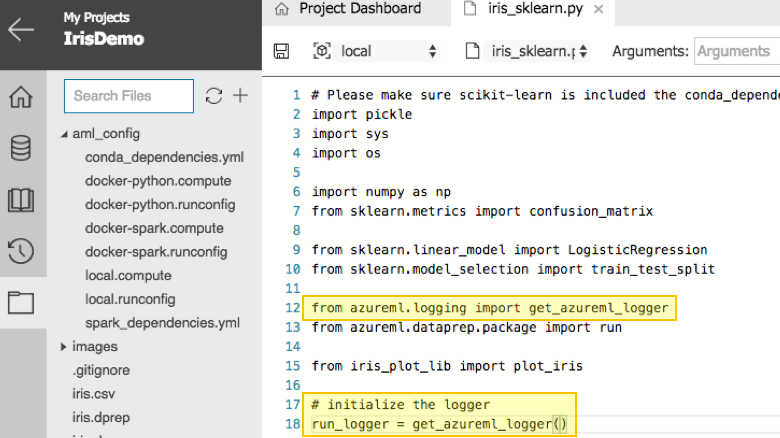 My Projects
IrisDemo
Search Files
aml_config
conda_dependencies.yml
docker-python.compute
docker-python.runconfig
docker-spark.compute
docker-spark.runconfig
local.compute
local.runconfig
spark_dependencies.yml
images
.gitignore
iris.csv
iris.dprep
Project Dashboard
iris_sklearn.py
local
iris_sklearn.p
Arguments:
Arguments
1 # Please make sure scikit-learn is included the conda_depende
2 import pickle
3 import sys
4 import os
5
6 import numpy as np
7 from sklearn.metrics import confusion_matrix
8
9 from sklearn.linear_model import LogisticRegression
10 from sklearn.model_selection import train_test_split
11
12 from azureml.logging import get_azureml_logger
13 from azureml.dataprep.package import run
14
15 from iris_plot_lib import plot_iris
16
17 # initialize the logger
18 run_logger = get_azureml_logger()